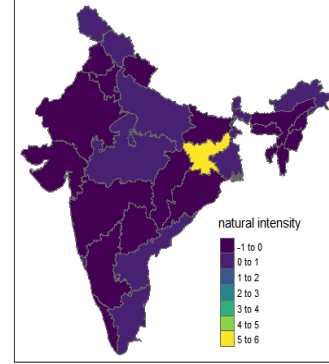 natural intensity
-1 to 0
0 to 1
1 to 2
2 to 3
3 to 4
4 to 5
5 to 6